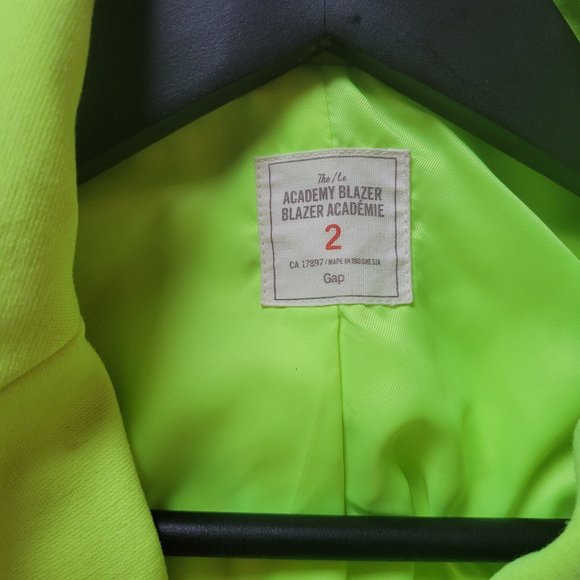 The/Le
ACADEMY BLAZER
BLAZER ACADÉMIE
2
CA 17897/MADE IN INDONESIA
Gap